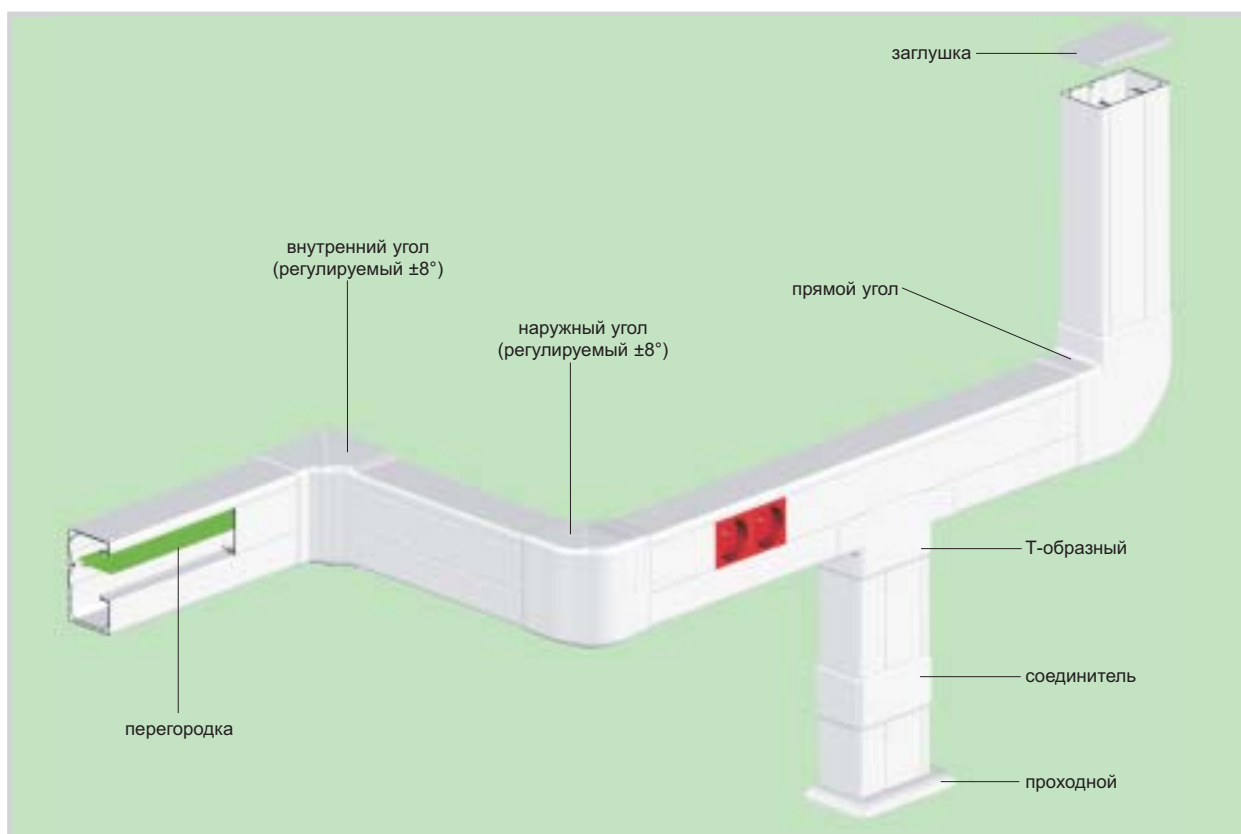 заглушка
внутренний угол
(регулируемый ±8°)
прямой угол
наружный угол
(регулируемый ±8°)
Т-образный
соединитель
перегородка
проходной